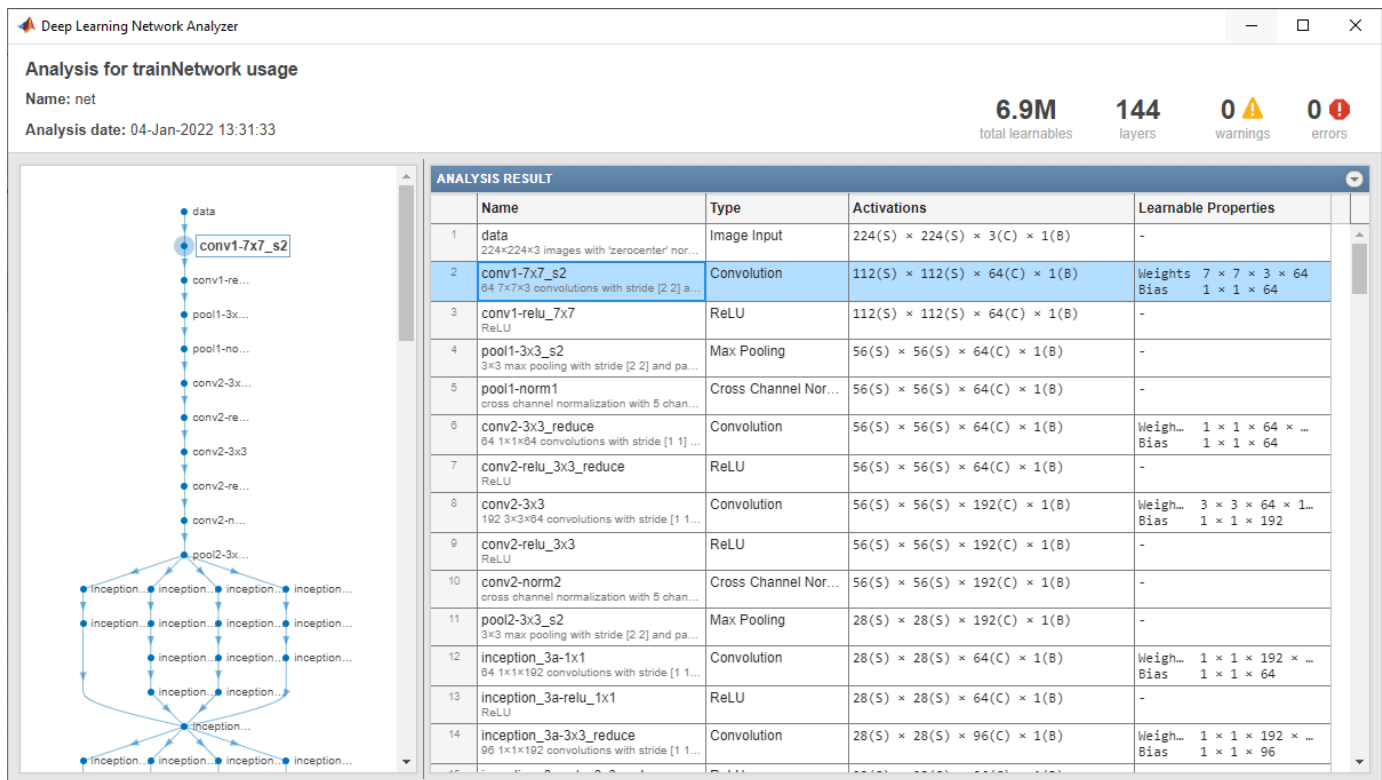 Deep Learning Network Analyzer
Analysis for trainNetwork usage
Name: net
Analysis date: 04-Jan-2022 13:31:33
6.9M
total learnables
144
layers
0
warnings
0
errors
data
conv1-7x7_s2
conv1-re...
pool1-3x...
pool1-no...
conv2-3x...
conv2-re...
conv2-3x3
conv2-re...
conv2-n...
pool2-3x...
inception... inception... inception... inception...
inception... inception... inception... inception...
inception... inception... inception...
inception... inception...
inception...
inception... inception... inception... inception...
ANALYSIS RESULT
Name Type Activations Learnable Properties
1 data Image Input 224(S) × 224(S) × 3(C) × 1(B) -
224×224×3 images with 'zerocenter' nor...
2 conv1-7x7_s2 Convolution 112(S) × 112(S) × 64(C) × 1(B) Weights 7 × 7 × 3 × 64
64 7×7×3 convolutions with stride [2 2] a... Bias 1 × 1 × 64
3 conv1-relu_7x7 ReLU 112(S) × 112(S) × 64(C) × 1(B) -
ReLU
4 pool1-3x3_s2 Max Pooling 56(S) × 56(S) × 64(C) × 1(B) -
3×3 max pooling with stride [2 2] and pa...
5 pool1-norm1 Cross Channel Nor... 56(S) × 56(S) × 64(C) × 1(B) -
cross channel normalization with 5 chan...
6 conv2-3x3_reduce Convolution 56(S) × 56(S) × 64(C) × 1(B) Weigh... 1 × 1 × 64 × ...
64 1×1×64 convolutions with stride [1 1] ... Bias 1 × 1 × 64
7 conv2-relu_3x3_reduce ReLU 56(S) × 56(S) × 64(C) × 1(B) -
ReLU
8 conv2-3x3 Convolution 56(S) × 56(S) × 192(C) × 1(B) Weigh... 3 × 3 × 64 × 1...
192 3×3×64 convolutions with stride [1 1... Bias 1 × 1 × 192
9 conv2-relu_3x3 ReLU 56(S) × 56(S) × 192(C) × 1(B) -
ReLU
10 conv2-norm2 Cross Channel Nor... 56(S) × 56(S) × 192(C) × 1(B) -
cross channel normalization with 5 chan...
11 pool2-3x3_s2 Max Pooling 28(S) × 28(S) × 192(C) × 1(B) -
3×3 max pooling with stride [2 2] and pa...
12 inception_3a-1x1 Convolution 28(S) × 28(S) × 64(C) × 1(B) Weigh... 1 × 1 × 192 × ...
64 1×1×192 convolutions with stride [1 1... Bias 1 × 1 × 64
13 inception_3a-relu_1x1 ReLU 28(S) × 28(S) × 64(C) × 1(B) -
ReLU
14 inception_3a-3x3_reduce Convolution 28(S) × 28(S) × 96(C) × 1(B) Weigh... 1 × 1 × 192 × ...
96 1×1×192 convolutions with stride [1 1... Bias 1 × 1 × 96